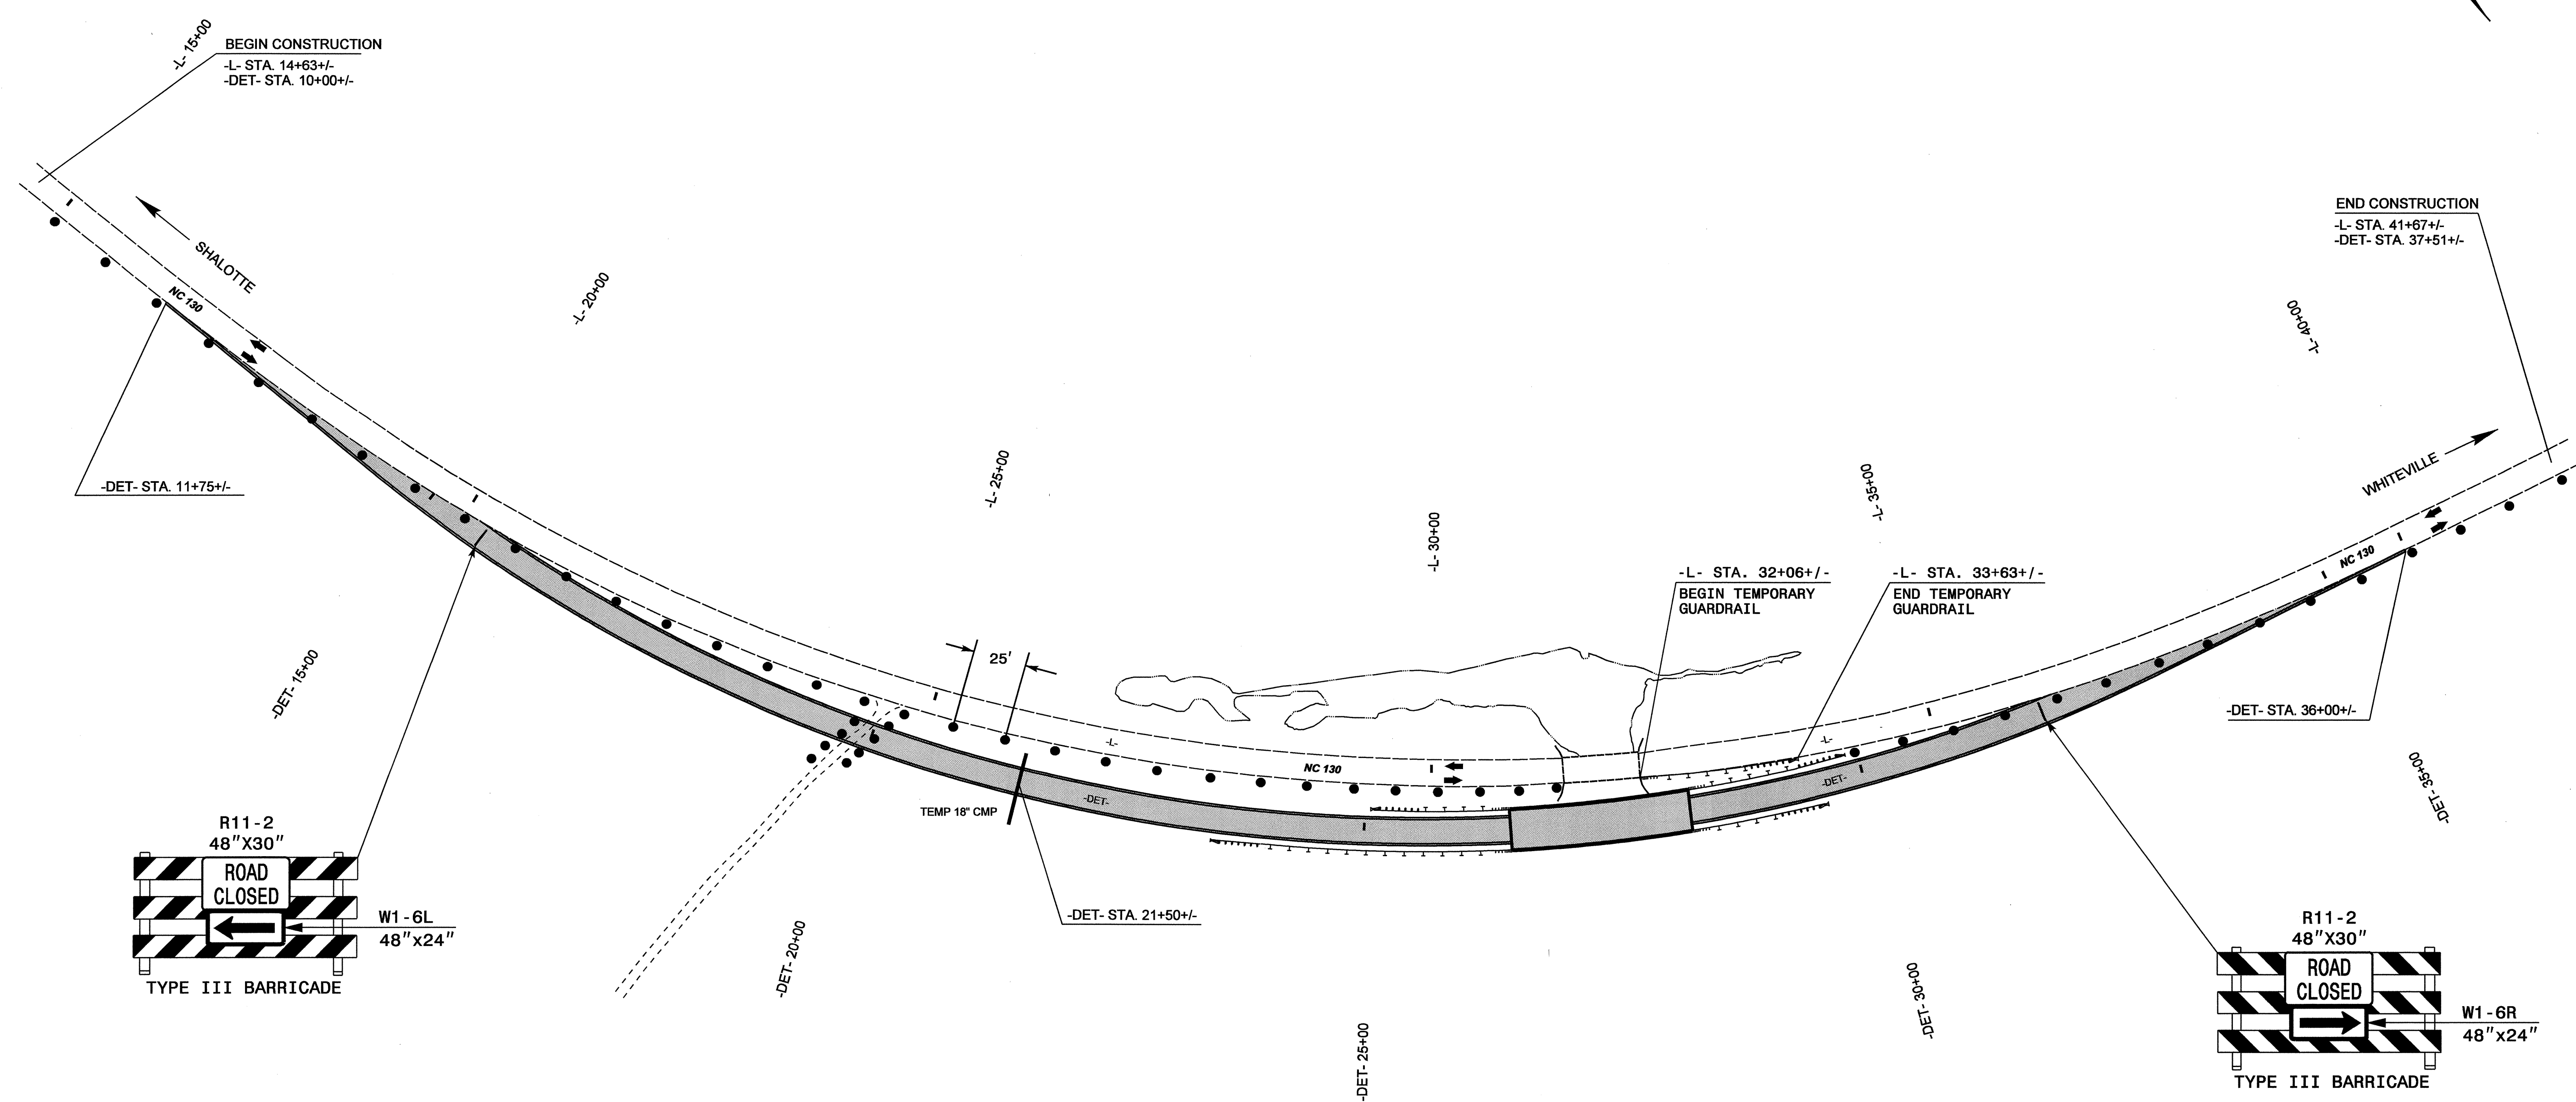 -L- 15+00
BEGIN CONSTRUCTION
-L- STA. 14+63+/-
-DET- STA. 10+00+/-
SHALOTTE
NC 130
-L- 20+00
-DET- STA. 11+75+/-
-L- 25+00
-L- 30+00
-L- 35+00
-L- 40+00
END CONSTRUCTION
-L- STA. 41+67+/-
-DET- STA. 37+51+/-
WHITEVILLE
NC 130
-L- STA. 32+06+/-
BEGIN TEMPORARY
GUARDRAIL
-L- STA. 33+63+/-
END TEMPORARY
GUARDRAIL
25'
-L-
NC 130
-L-
-DET-
-DET-
TEMP 18" CMP
-DET- STA. 36+00+/-
-DET- 15+00
-DET- STA. 21+50+/-
-DET- 20+00
-DET- 25+00
-DET- 30+00
-DET- 35+00
R11-2
48"X30"
ROAD
CLOSED
W1-6L
48"x24"
TYPE III BARRICADE
R11-2
48"X30"
ROAD
CLOSED
W1-6R
48"x24"
TYPE III BARRICADE